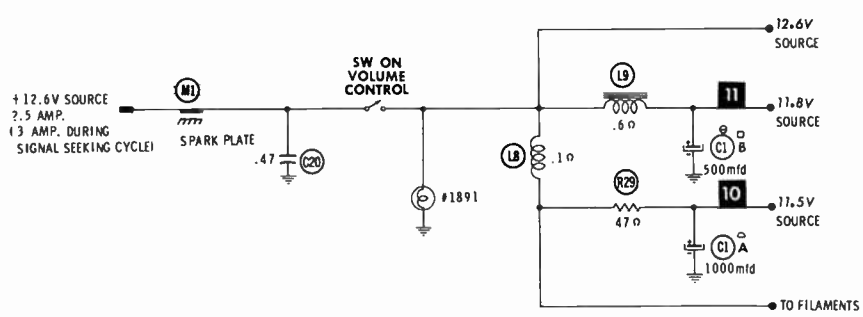 12.6V
SOURCE
SW ON
VOLUME
CONTROL
M1
L9
11
+12.6V SOURCE
2.5 AMP.
(3 AMP. DURING
SIGNAL SEEKING CYCLE)
SPARK PLATE
.6Ω
11.8V
SOURCE
.47
C20
L8
.1Ω
C1
B
500mfd
R29
10
#1891
47Ω
11.5V
SOURCE
C1
A
1000mfd
TO FILAMENTS